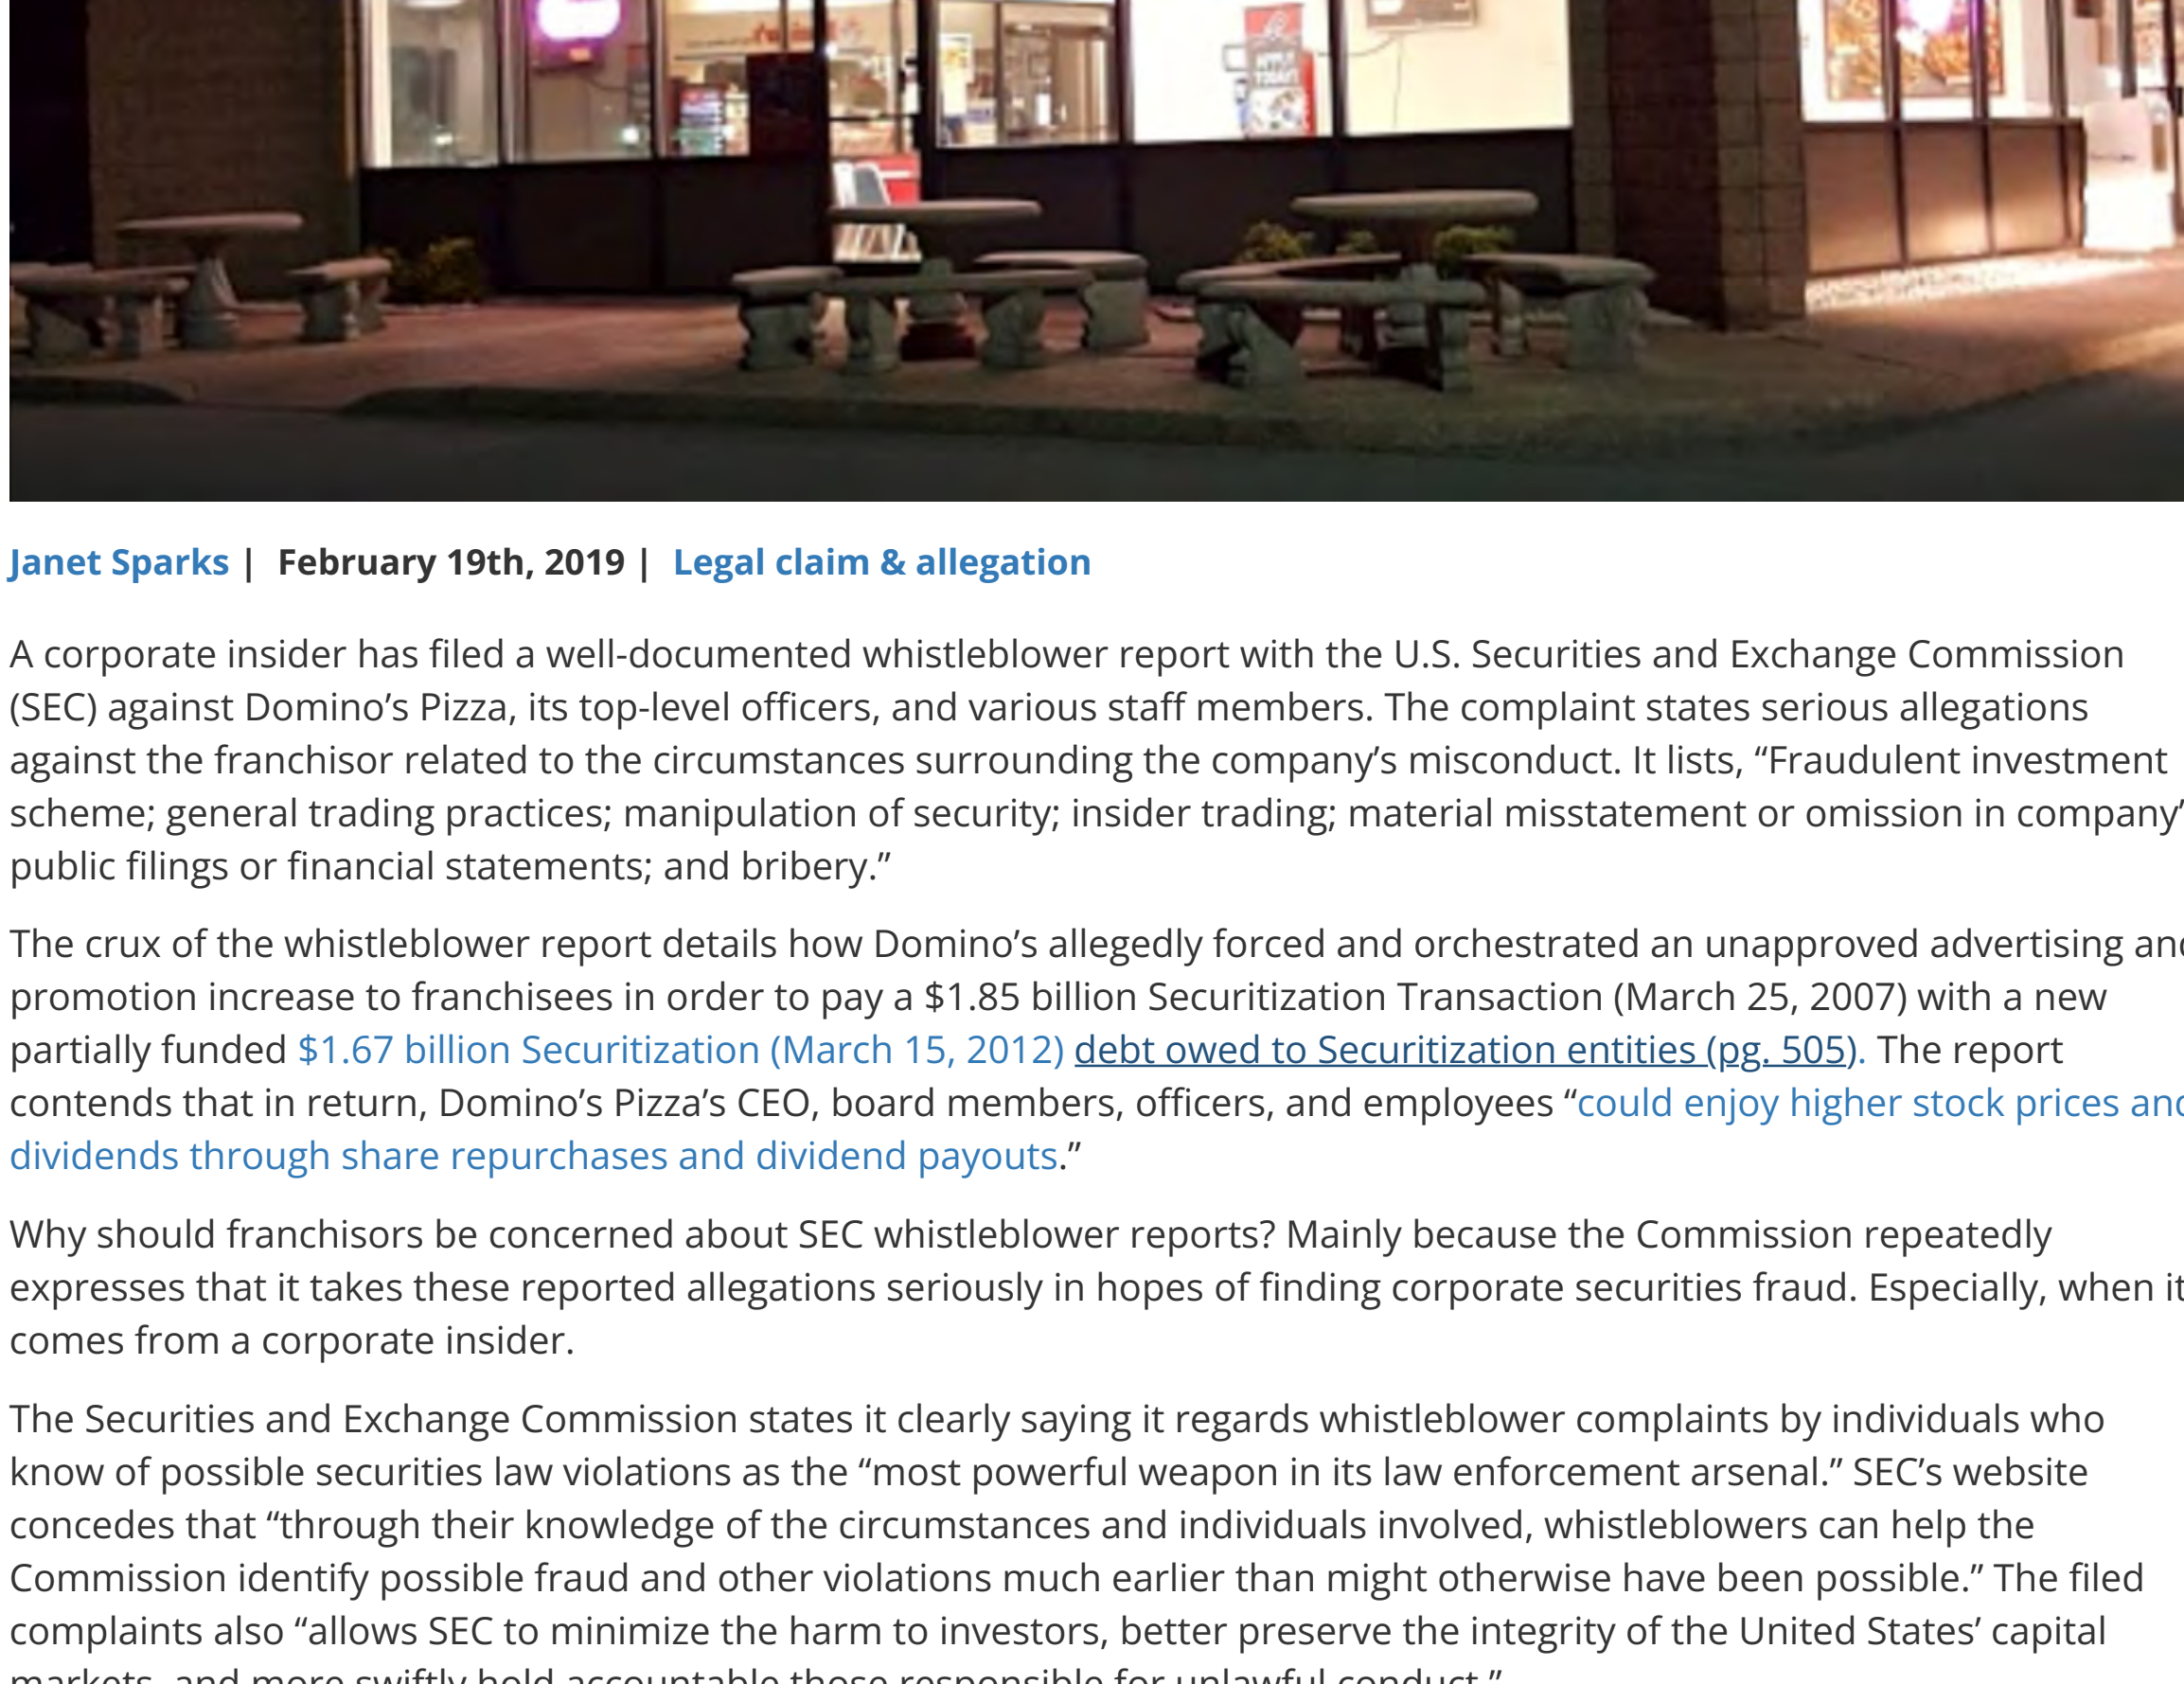 APPLY
TODAY!
Janet Sparks | February 19th, 2019 | Legal claim & allegation
A corporate insider has filed a well-documented whistleblower report with the U.S. Securities and Exchange Commission
(SEC) against Domino’s Pizza, its top-level officers, and various staff members. The complaint states serious allegations
against the franchisor related to the circumstances surrounding the company’s misconduct. It lists, “Fraudulent investment
scheme; general trading practices; manipulation of security; insider trading; material misstatement or omission in company’
public filings or financial statements; and bribery.”
The crux of the whistleblower report details how Domino’s allegedly forced and orchestrated an unapproved advertising and
promotion increase to franchisees in order to pay a $1.85 billion Securitization Transaction (March 25, 2007) with a new
partially funded $1.67 billion Securitization (March 15, 2012) debt owed to Securitization entities (pg. 505). The report
contends that in return, Domino’s Pizza’s CEO, board members, officers, and employees “could enjoy higher stock prices and
dividends through share repurchases and dividend payouts.”
Why should franchisors be concerned about SEC whistleblower reports? Mainly because the Commission repeatedly
expresses that it takes these reported allegations seriously in hopes of finding corporate securities fraud. Especially, when it
comes from a corporate insider.
The Securities and Exchange Commission states it clearly saying it regards whistleblower complaints by individuals who
know of possible securities law violations as the “most powerful weapon in its law enforcement arsenal.” SEC’s website
concedes that “through their knowledge of the circumstances and individuals involved, whistleblowers can help the
Commission identify possible fraud and other violations much earlier than might otherwise have been possible.” The filed
complaints also “allows SEC to minimize the harm to investors, better preserve the integrity of the United States’ capital
markets, and more swiftly hold accountable those responsible for unlawful conduct.”